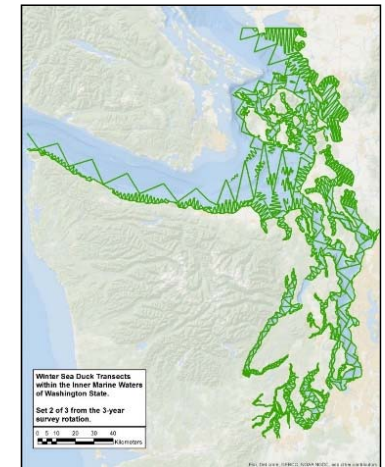 Winter Sea Duck Transects
within the Inner Marine Waters
of Washington State.
Set 2 of 3 from the 3-year
survey rotation.
0 5 10 20 30 40
Kilometers